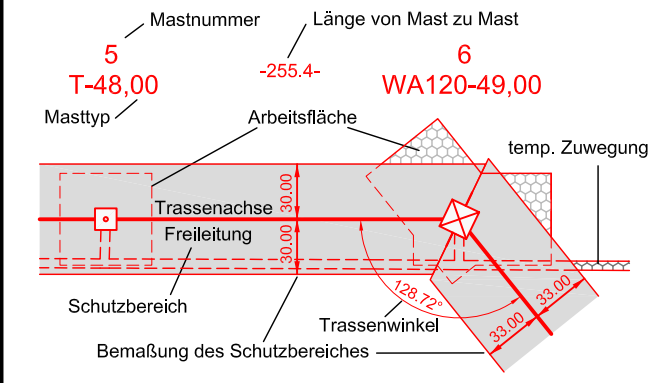 Mastnummer
Länge von Mast zu Mast
5
-255.4-
6
T-48,00
WA120-49,00
Masttyp
Arbeitsfläche
temp. Zuwegung
30.00
Trassenachse
Freileitung
30.00
Schutzbereich
128.72°
33.00
33.00
Trassenwinkel
Bemaßung des Schutzbereiches